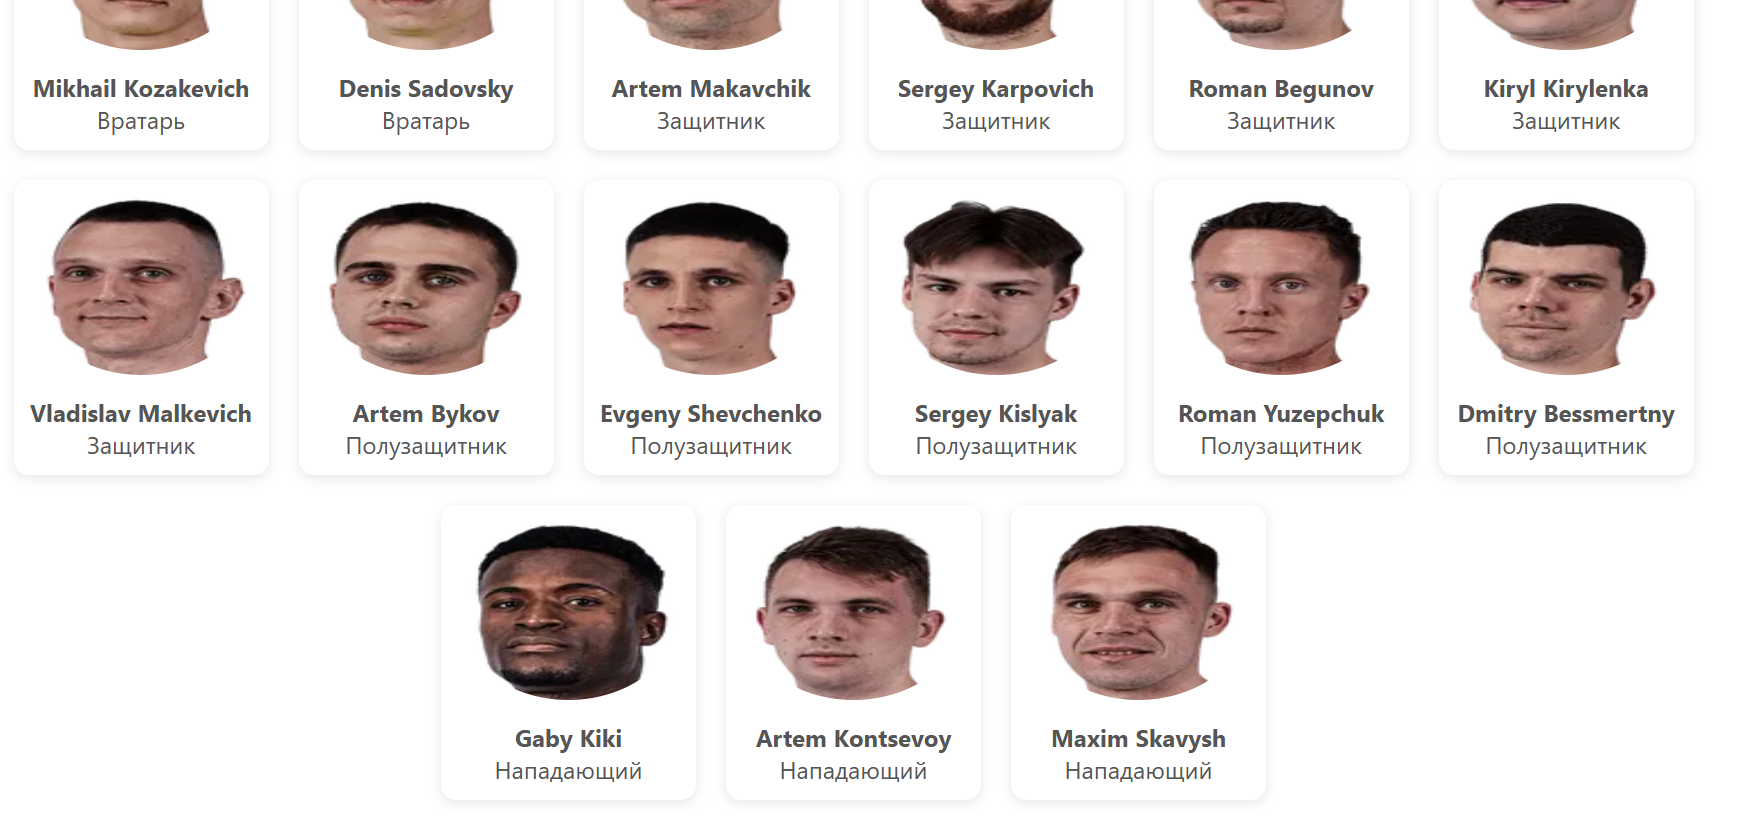 Mikhail Kozakevich
Вратарь
Denis Sadovsky
Вратарь
Artem Makavchik
Защитник
Sergey Karpovich
Защитник
Roman Begunov
Защитник
Kiryl Kirylenka
Защитник
Vladislav Malkevich
Защитник
Artem Bykov
Полузащитник
Evgeny Shevchenko
Полузащитник
Sergey Kislyak
Полузащитник
Roman Yuzepchuk
Полузащитник
Dmitry Bessmertny
Полузащитник
Gaby Kiki
Нападающий
Artem Kontsevoy
Нападающий
Maxim Skavysh
Нападающий